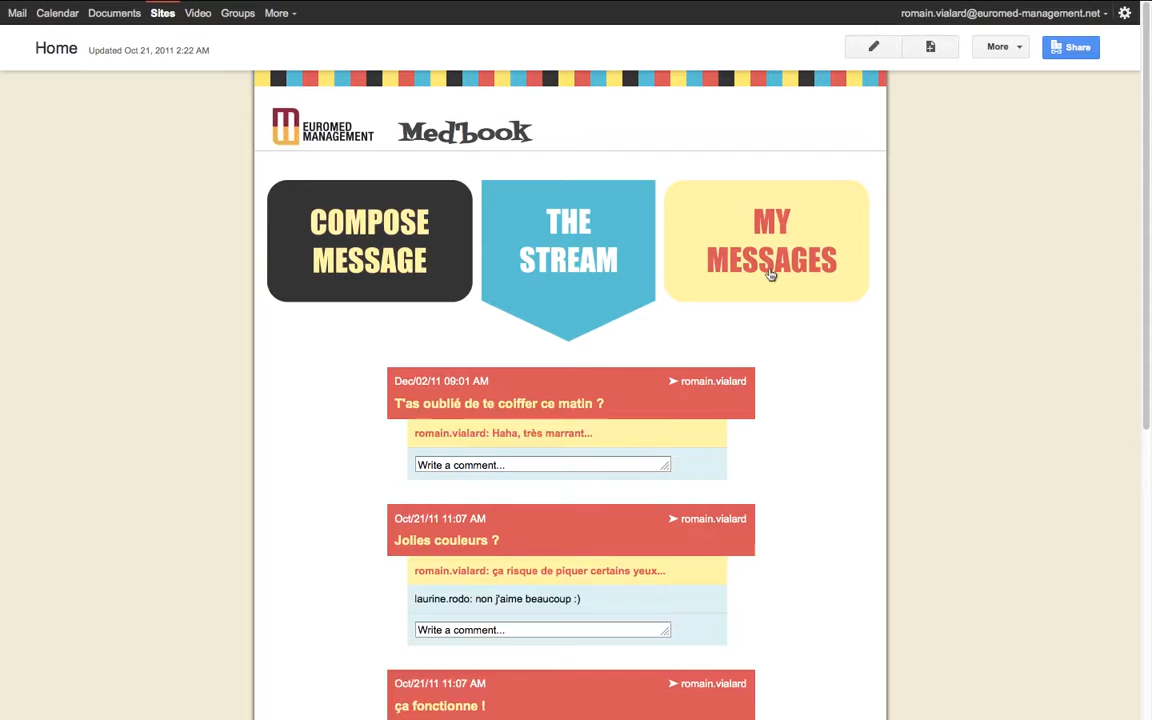 Mail Calendar Documents Sites Video Groups More romain.vialard@euromed-management.net
Home Updated Oct 21, 2011 2:22 AM More Share
EUROMED
MANAGEMENT
Med'book
COMPOSE
MESSAGE
THE
STREAM
MY
MESSAGES
Dec/02/11 09:01 AM romain.vialard
T'as oublié de te coiffer ce matin ?
romain.vialard: Haha, très marrant...
Write a comment...
Oct/21/11 11:07 AM romain.vialard
Jolies couleurs ?
romain.vialard: ça risque de piquer certains yeux...
laurine.rodo: non j'aime beaucoup :)
Write a comment...
Oct/21/11 11:07 AM romain.vialard
ça fonctionne !